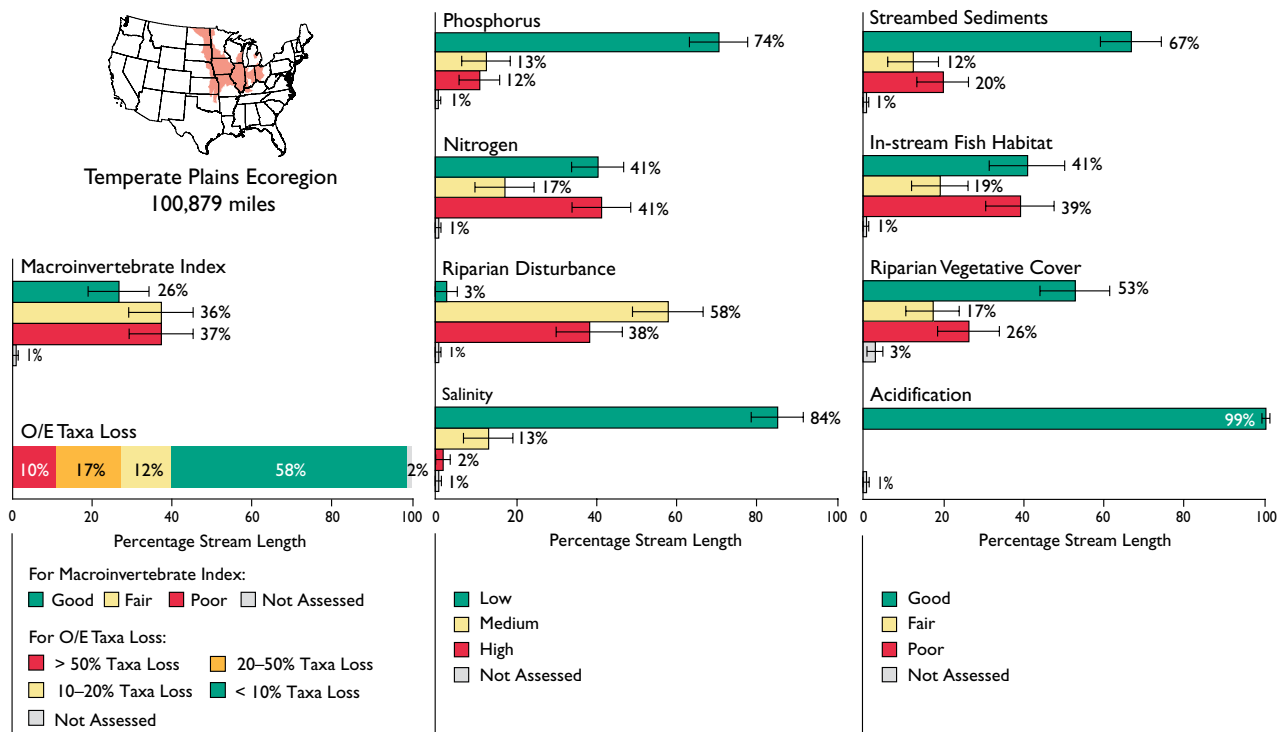 Temperate Plains Ecoregion
100,879 miles
Macroinvertebrate Index
26%
36%
37%
1%
O/E Taxa Loss
10% 17% 12% 58% 2%
0 20 40 60 80 100
Percentage Stream Length
For Macroinvertebrate Index:
Good Fair Poor Not Assessed
For O/E Taxa Loss:
> 50% Taxa Loss 20–50% Taxa Loss
10–20% Taxa Loss < 10% Taxa Loss
Not Assessed
Phosphorus
74%
13%
12%
1%
Nitrogen
41%
17%
41%
1%
Riparian Disturbance
3%
58%
38%
1%
Salinity
84%
13%
2%
1%
0 20 40 60 80 100
Percentage Stream Length
Low
Medium
High
Not Assessed
Streambed Sediments
67%
12%
20%
1%
In-stream Fish Habitat
41%
19%
39%
1%
Riparian Vegetative Cover
53%
17%
26%
3%
Acidification
99%
1%
0 20 40 60 80 100
Percentage Stream Length
Good
Fair
Poor
Not Assessed